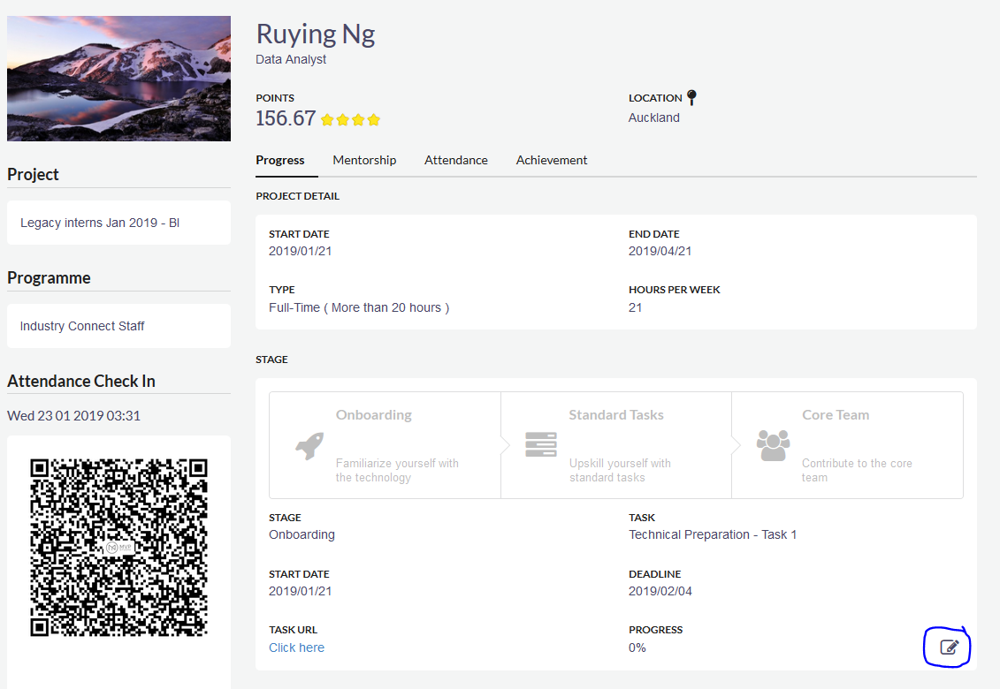 Ruying Ng
Data Analyst
POINTS
156.67
LOCATION
Auckland
Progress Mentorship Attendance Achievement
Project
Legacy interns Jan 2019 - BI
Programme
Industry Connect Staff
Attendance Check In
Wed 23 01 2019 03:31
MVP
PROJECT DETAIL
START DATE
2019/01/21
END DATE
2019/04/21
TYPE
Full-Time ( More than 20 hours )
HOURS PER WEEK
21
STAGE
Onboarding
Familiarize yourself with
the technology
Standard Tasks
Upskill yourself with
standard tasks
Core Team
Contribute to the core
team
STAGE
Onboarding
TASK
Technical Preparation - Task 1
START DATE
2019/01/21
DEADLINE
2019/02/04
TASK URL
Click here
PROGRESS
0%